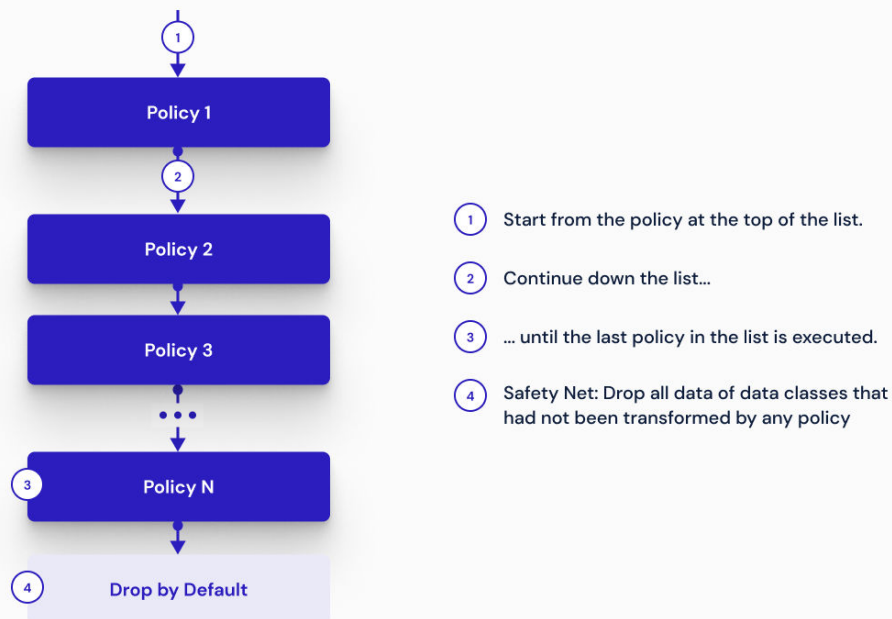 1
Policy 1
2
Policy 2
Policy 3
...
3
Policy N
4
Drop by Default
1 Start from the policy at the top of the list.
2 Continue down the list...
3 ... until the last policy in the list is executed.
4 Safety Net: Drop all data of data classes that
had not been transformed by any policy